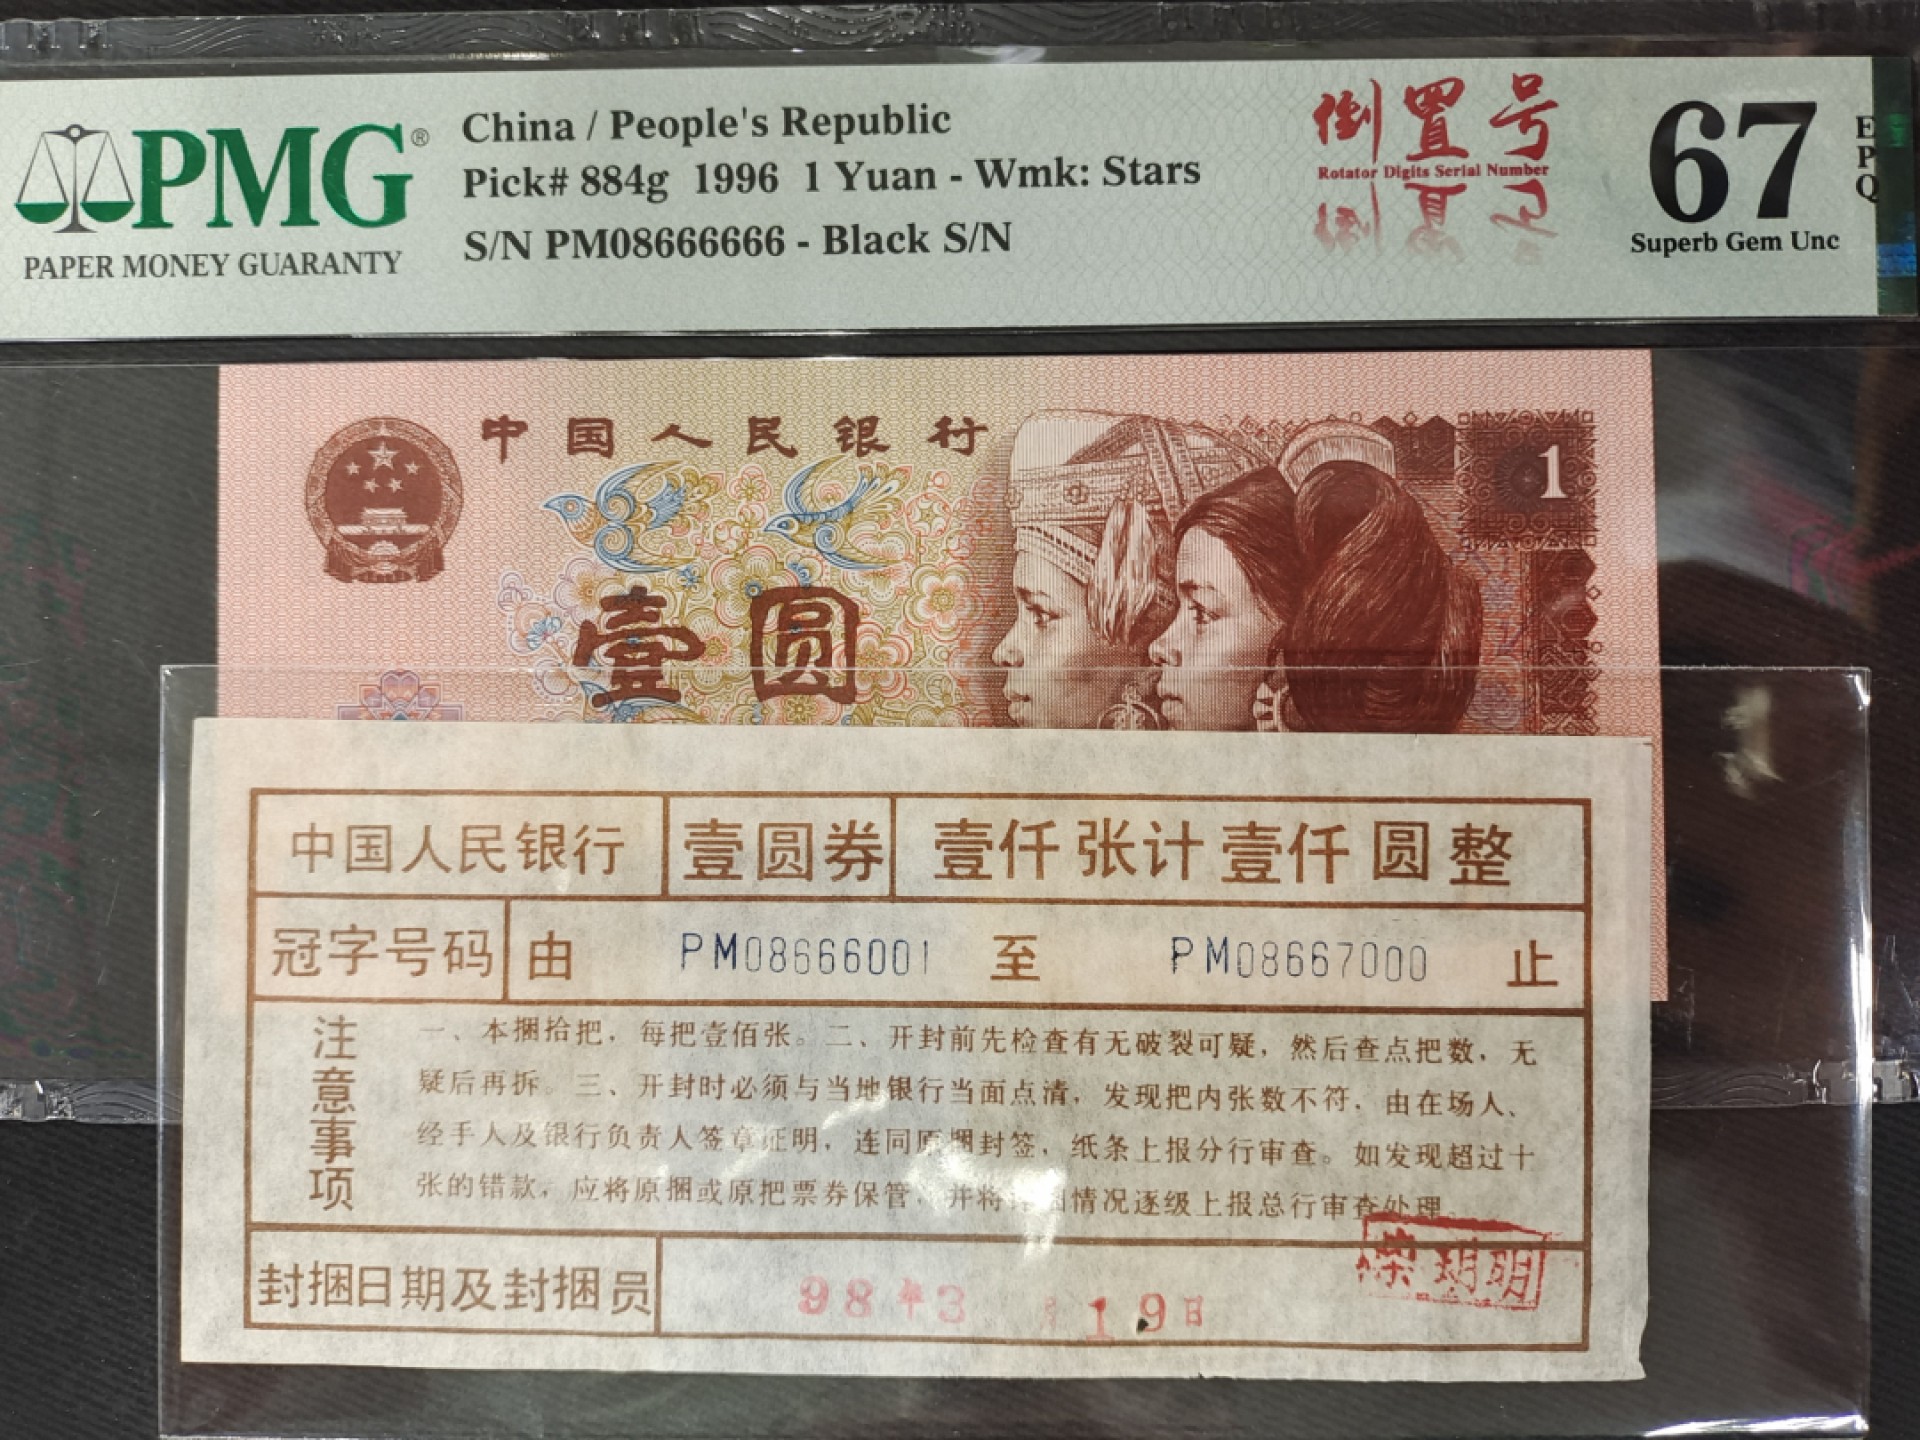 PMG®
PAPER MONEY GUARANTY
China / People's Republic
Pick# 884g 1996 1 Yuan - Wmk: Stars
S/N PM08666666 - Black S/N
倒置号
Rotator Digits Serial Number
67
EPQ
Superb Gem Unc
中国人民银行
1
壹圆
中国人民银行 壹圆券 壹仟张计壹仟圆整
冠字号码 由 PM08666001 至 PM08667000 止
注意事项
一、本捆拾把，每把壹佰张。二、开封前先检查有无破裂可疑，然后查点把数，无
疑后再拆。三、开封时必须与当地银行当面点清，发现把内张数不符，由在场人、
经手人及银行负责人签章证明，连同原捆封签，纸条上报分行审查。如发现超过十
张的错款，应将原捆或原把票券保管，并将 情况逐级上报总行审查处理。
封捆日期及封捆员 98年3月19日